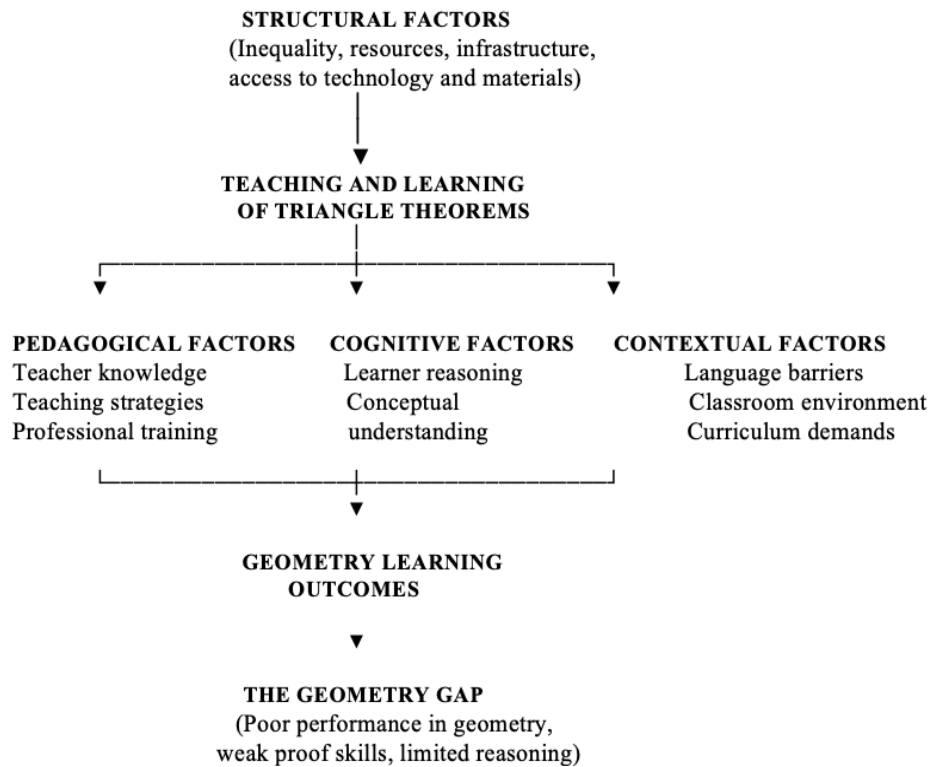 STRUCTURAL FACTORS
(Inequality, resources, infrastructure,
access to technology and materials)
TEACHING AND LEARNING
OF TRIANGLE THEOREMS
PEDAGOGICAL FACTORS
Teacher knowledge
Teaching strategies
Professional training
COGNITIVE FACTORS
Learner reasoning
Conceptual
understanding
CONTEXTUAL FACTORS
Language barriers
Classroom environment
Curriculum demands
GEOMETRY LEARNING
OUTCOMES
THE GEOMETRY GAP
(Poor performance in geometry,
weak proof skills, limited reasoning)